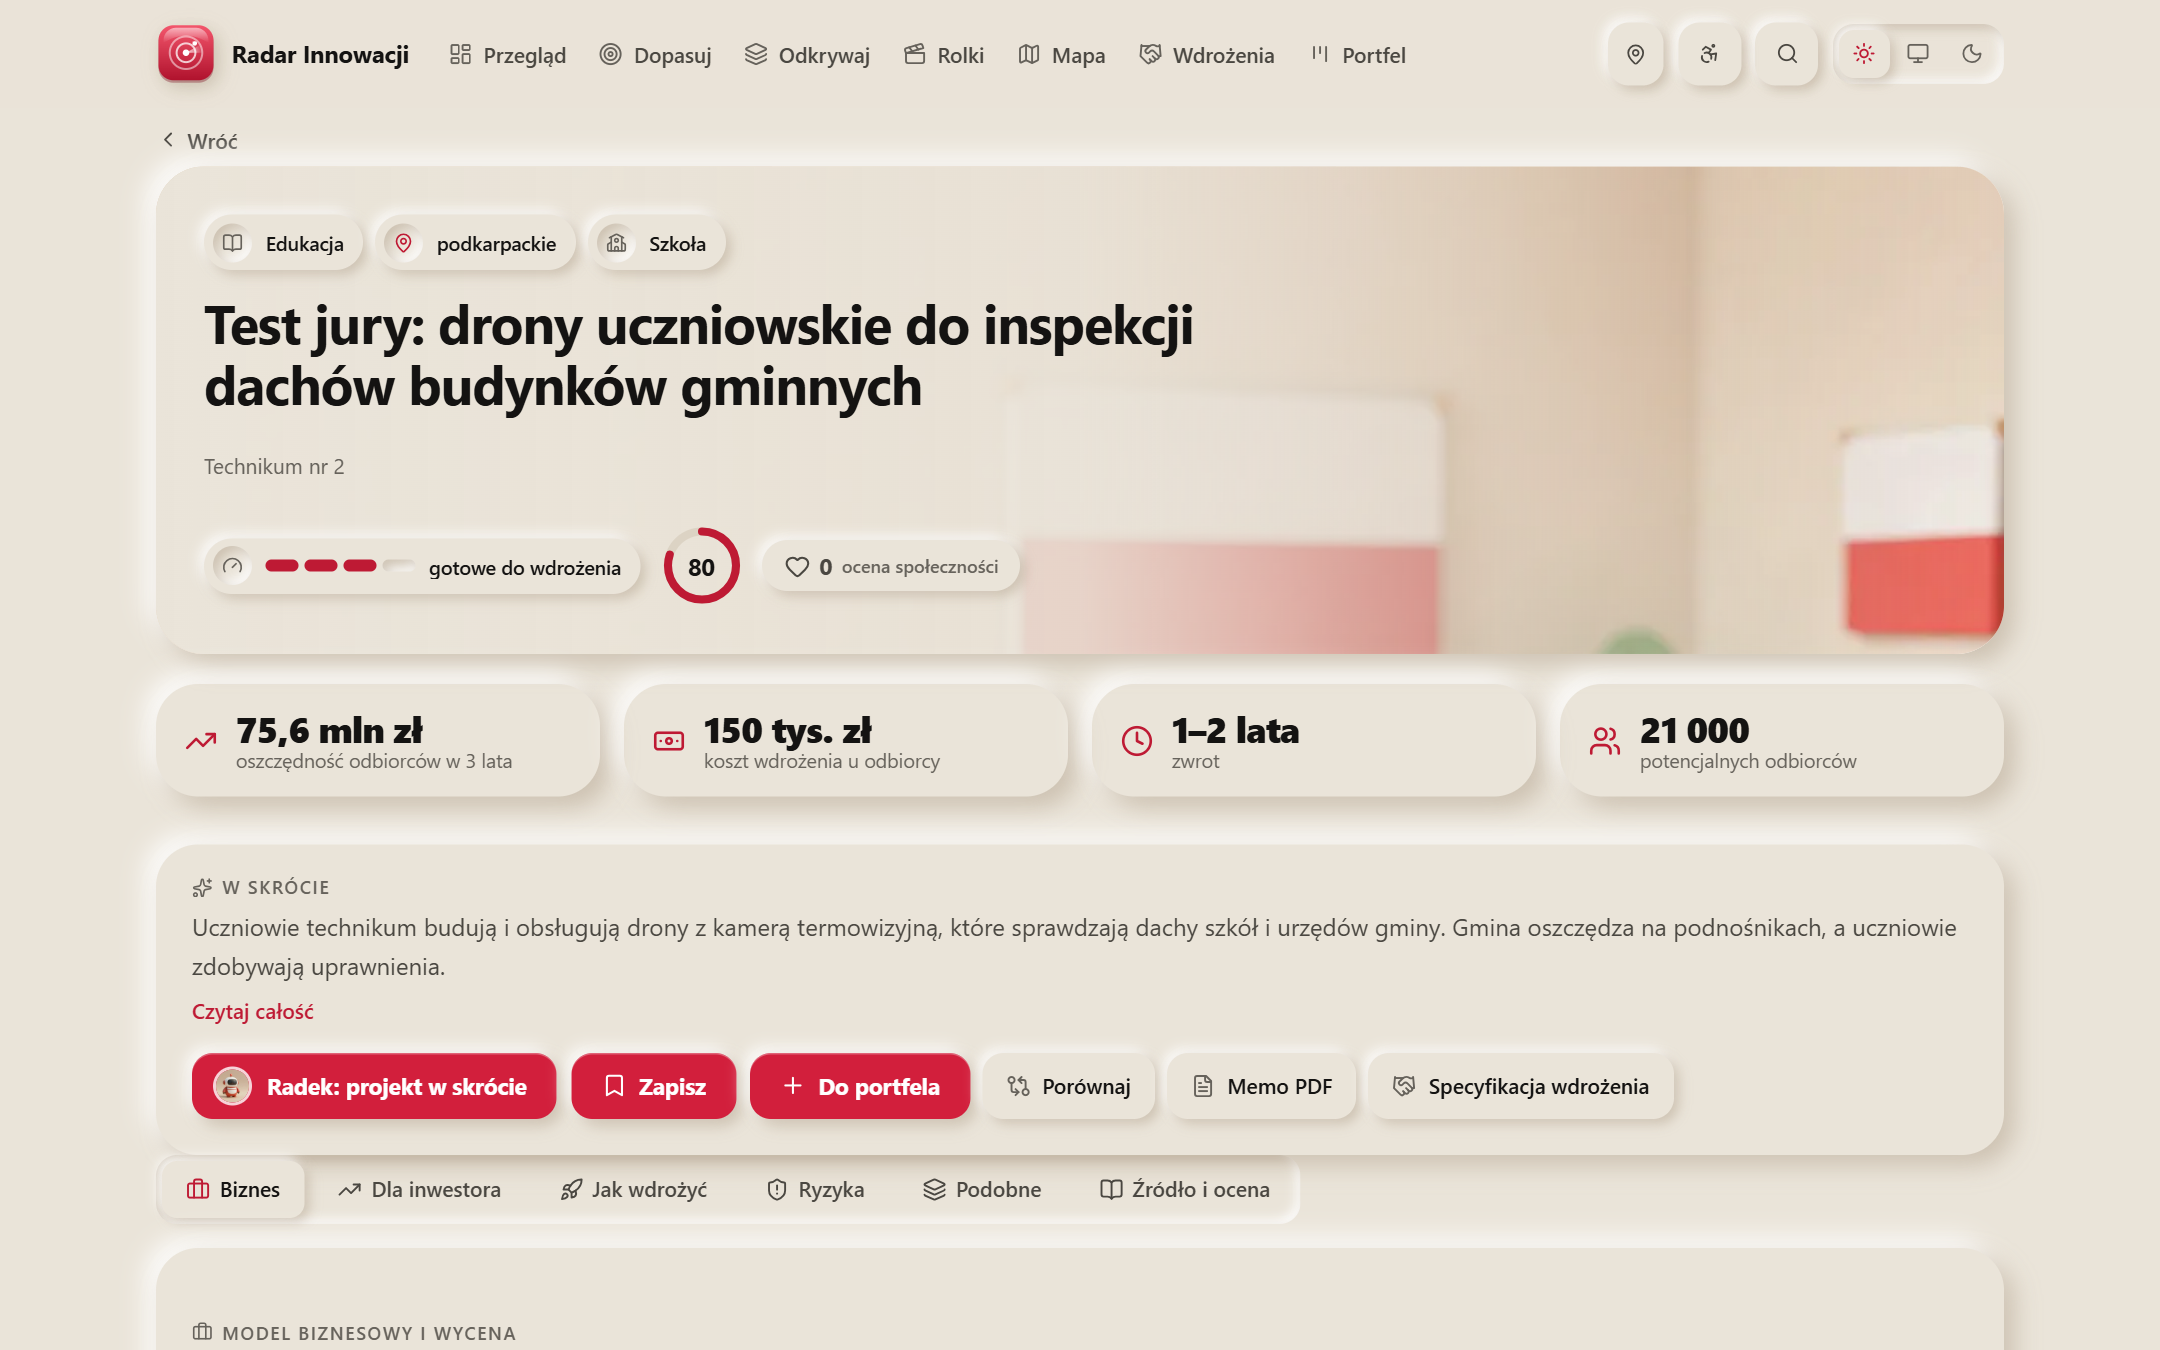 Radar Innowacji
Przegląd
Dopasuj
Odkrywaj
Rolki
Mapa
Wdrożenia
Portfel
Wróć
Edukacja
podkarpackie
Szkoła
Test jury: drony uczniowskie do inspekcji
dachów budynków gminnych
Technikum nr 2
gotowe do wdrożenia
80
0 ocena społeczności
75,6 mln zł
oszczędność odbiorców w 3 lata
150 tys. zł
koszt wdrożenia u odbiorcy
1–2 lata
zwrot
21 000
potencjalnych odbiorców
W SKRÓCIE
Uczniowie technikum budują i obsługują drony z kamerą termowizyjną, które sprawdzają dachy szkół i urzędów gminy. Gmina oszczędza na podnośnikach, a uczniowie
zdobywają uprawnienia.
Czytaj całość
Radek: projekt w skrócie
Zapisz
Do portfela
Porównaj
Memo PDF
Specyfikacja wdrożenia
Biznes
Dla inwestora
Jak wdrożyć
Ryzyka
Podobne
Źródło i ocena
MODEL BIZNESOWY I WYCENA